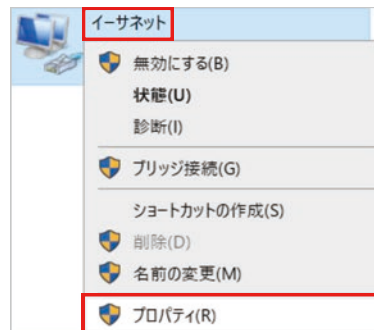 イーサネット
無効にする(B)
状態(U)
診断(I)
ブリッジ接続(G)
ショートカットの作成(S)
削除(D)
名前の変更(M)
プロパティ(R)